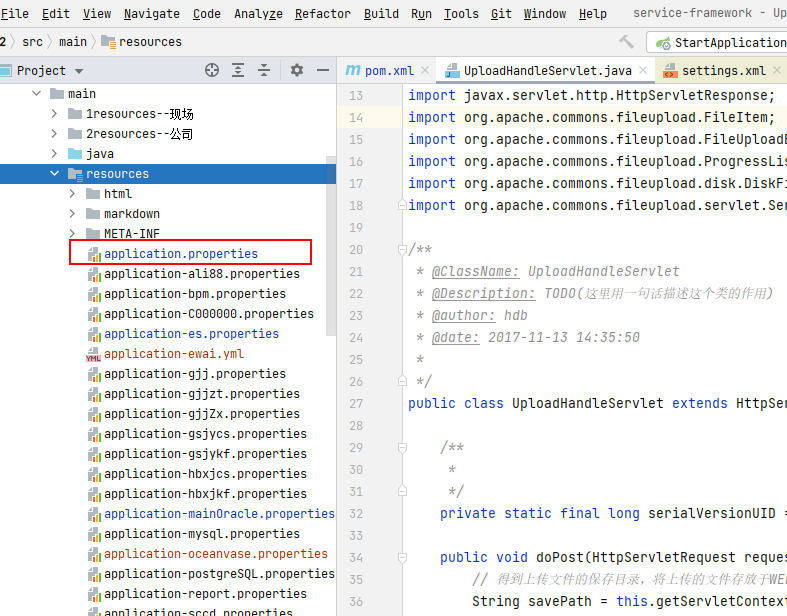 File Edit View Navigate Code Analyze Refactor Build Run Tools Git Window Help service-framework - Up
2 src main resources StartApplication
Project pom.xml UploadHandleServlet.java settings.xml
main
1resources--现场
2resources--公司
java
resources
html
markdown
META-INF
application.properties
application-ali88.properties
application-bpm.properties
application-C000000.properties
application-es.properties
application-ewai.yml
application-gjj.properties
application-gjjzt.properties
application-gjjZx.properties
application-gsjycs.properties
application-gsjykf.properties
application-hbxjcs.properties
application-hbxjkf.properties
application-mainOracle.properties
application-mysql.properties
application-oceanvase.properties
application-postgreSQL.properties
application-report.properties
application-sccd.properties
13 import javax.servlet.http.HttpServletResponse;
14 import org.apache.commons.fileupload.FileItem;
15 import org.apache.commons.fileupload.FileUploadE
16 import org.apache.commons.fileupload.ProgressLis
17 import org.apache.commons.fileupload.disk.DiskFi
18 import org.apache.commons.fileupload.servlet.Ser
19
20 /**
21 * @ClassName: UploadHandleServlet
22 * @Description: TODO(这里用一句话描述这个类的作用)
23 * @author: hdb
24 * @date: 2017-11-13 14:35:50
25 *
26 */
27 public class UploadHandleServlet extends HttpSer
28
29 /**
30 *
31 */
32 private static final long serialVersionUID =
33
34 public void doPost(HttpServletRequest reques
35 // 得到上传文件的保存目录，将上传的文件存放于WE
36 String savePath = this.getServletContext